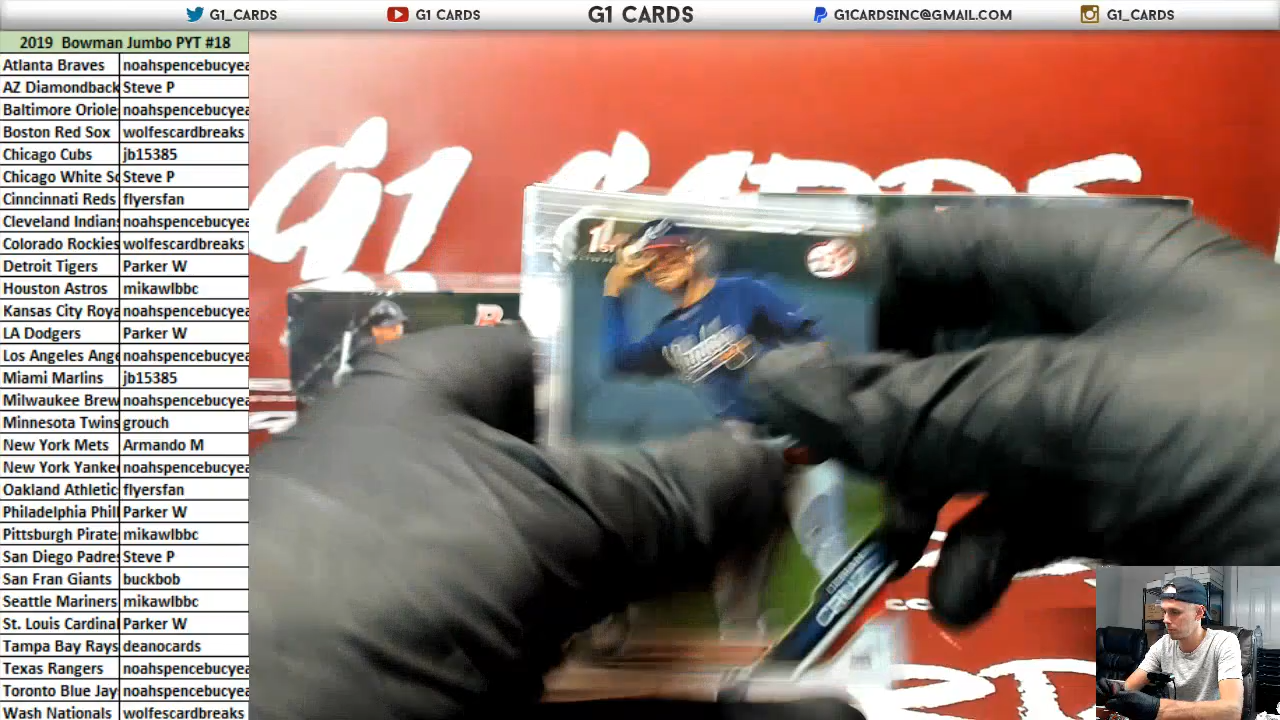 G1_CARDS G1 CARDS G1 CARDS G1CARDSINC@GMAIL.COM G1_CARDS
2019 Bowman Jumbo PYT #18
Atlanta Braves noahspencebucyea
AZ Diamondback Steve P
Baltimore Oriole noahspencebucyea
Boston Red Sox wolfescardbreaks
Chicago Cubs jb15385
Chicago White So Steve P
Cinncinnati Reds flyersfan
Cleveland Indians noahspencebucyea
Colorado Rockies wolfescardbreaks
Detroit Tigers Parker W
Houston Astros mikawlbbc
Kansas City Roya noahspencebucyea
LA Dodgers Parker W
Los Angeles Ange noahspencebucyea
Miami Marlins jb15385
Milwaukee Brew noahspencebucyea
Minnesota Twins grouch
New York Mets Armando M
New York Yanke noahspencebucyea
Oakland Athletic flyersfan
Philadelphia Phill Parker W
Pittsburgh Pirate mikawlbbc
San Diego Padre Steve P
San Fran Giants buckbob
Seattle Mariners mikawlbbc
St. Louis Cardinal Parker W
Tampa Bay Rays deanocards
Texas Rangers noahspencebucyea
Toronto Blue Jay noahspencebucyea
Wash Nationals wolfescardbreaks
G1 CARDS
1st